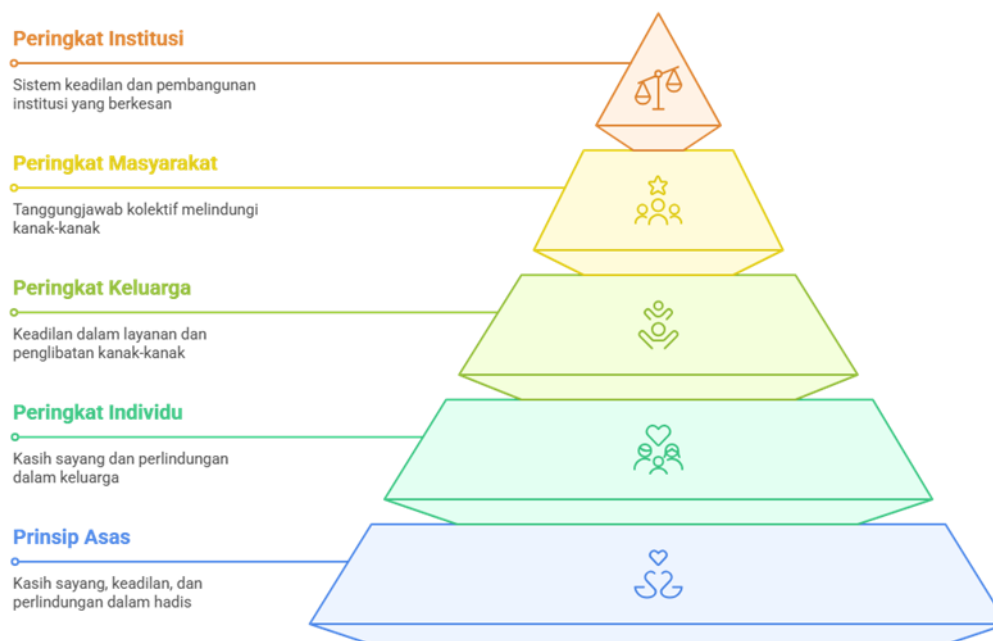 Peringkat Institusi
Sistem keadilan dan pembangunan
institusi yang berkesan
Peringkat Masyarakat
Tanggungjawab kolektif melindungi
kanak-kanak
Peringkat Keluarga
Keadilan dalam layanan dan
penglibatan kanak-kanak
Peringkat Individu
Kasih sayang dan perlindungan
dalam keluarga
Prinsip Asas
Kasih sayang, keadilan, dan
perlindungan dalam hadis